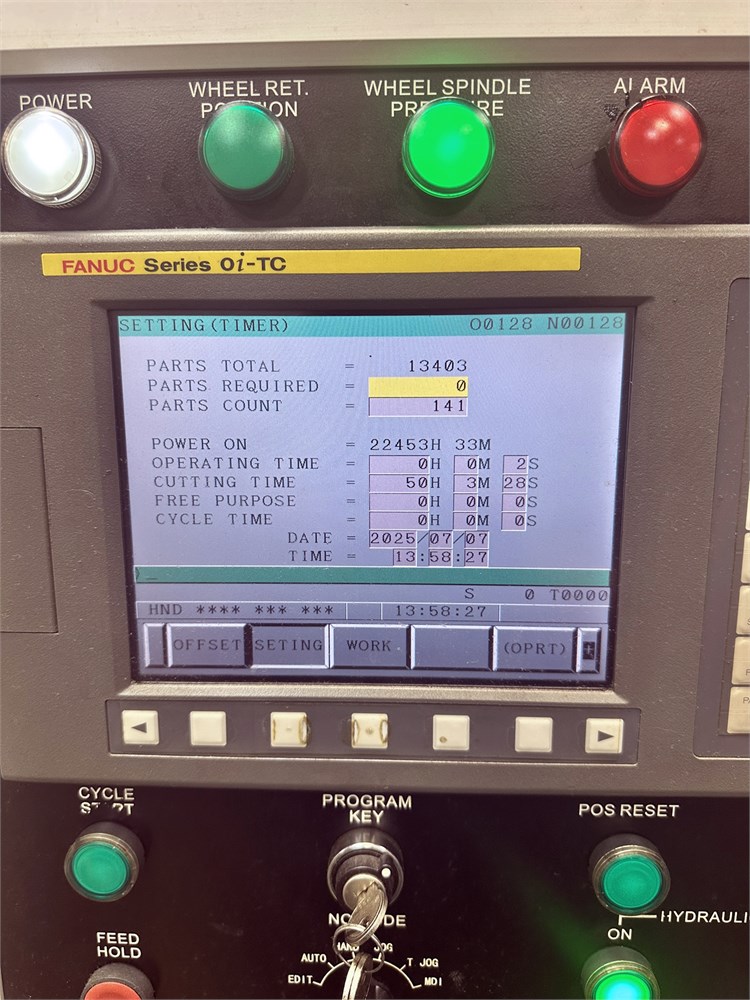 POWER
WHEEL RET.
WHEEL SPINDLE
ALARM
FANUC Series 0i-TC
SETTING(TIMER) O0128 N00128
PARTS TOTAL = 13403
PARTS REQUIRED = 0
PARTS COUNT = 141
POWER ON = 22453H 33M
OPERATING TIME = 0H 0M 2S
CUTTING TIME = 50H 3M 28S
FREE PURPOSE = 0H 0M 0S
CYCLE TIME = 0H 0M 0S
DATE = 2025/07/07
TIME = 13:58:27
)_
S 0 T0000
HND **** *** *** 13:58:27
OFFSET SETING WORK (OPRT) +
CYCLE
PROGRAM
KEY
POS RESET
HYDRAULI
ON
FEED
HOLD
AUTO
JOG
T JOG
EDIT
MDI